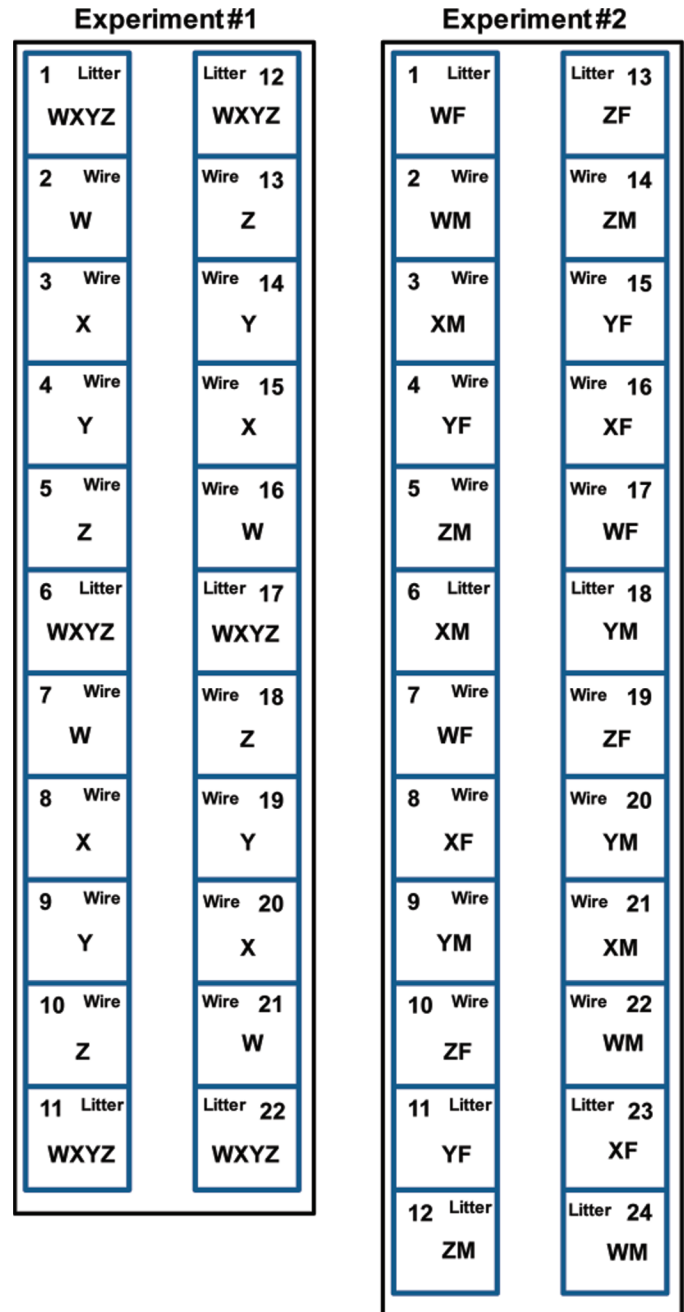 Experiment #1
1 Litter
WXYZ
2 Wire
W
3 Wire
X
4 Wire
Y
5 Wire
Z
6 Litter
WXYZ
7 Wire
W
8 Wire
X
9 Wire
Y
10 Wire
Z
11 Litter
WXYZ
Litter 12
WXYZ
Wire 13
Z
Wire 14
Y
Wire 15
X
Wire 16
W
Litter 17
WXYZ
Wire 18
Z
Wire 19
Y
Wire 20
X
Wire 21
W
Litter 22
WXYZ
Experiment #2
1 Litter
WF
2 Wire
WM
3 Wire
XM
4 Wire
YF
5 Wire
ZM
6 Litter
XM
7 Wire
WF
8 Wire
XF
9 Wire
YM
10 Wire
ZF
11 Litter
YF
12 Litter
ZM
Litter 13
ZF
Wire 14
ZM
Wire 15
YF
Wire 16
XF
Wire 17
WF
Litter 18
YM
Wire 19
ZF
Wire 20
YM
Wire 21
XM
Wire 22
WM
Litter 23
XF
Litter 24
WM